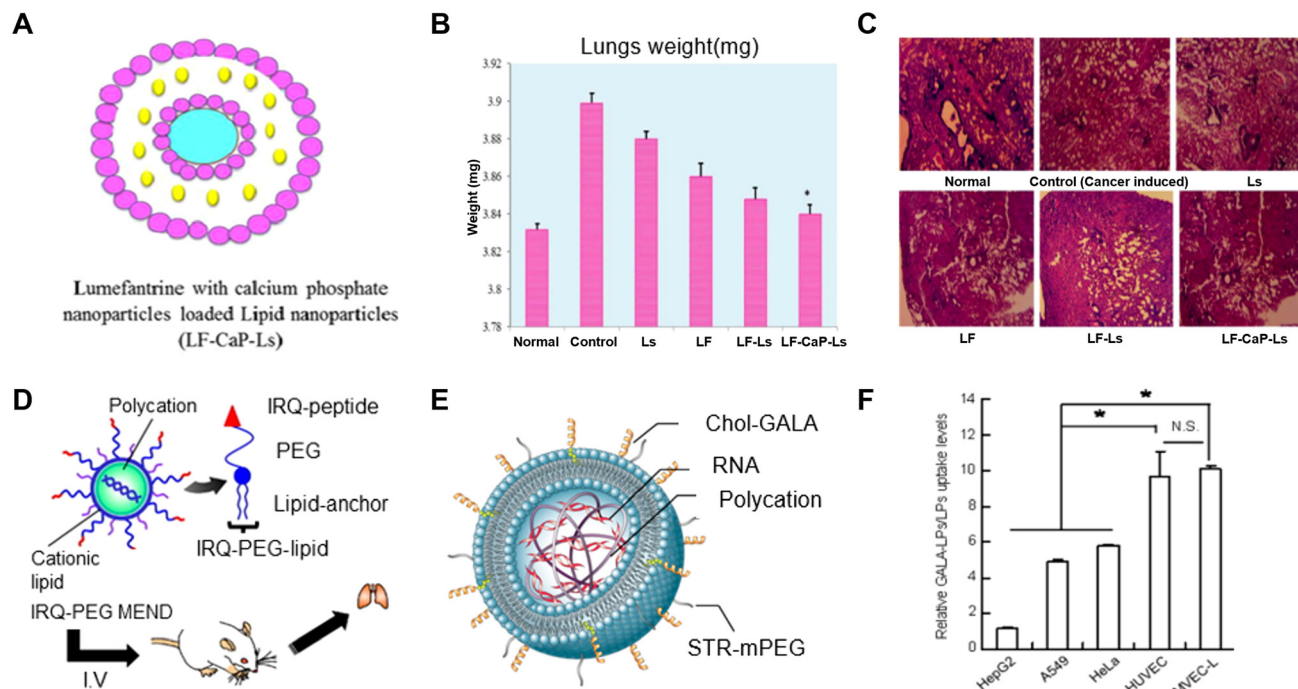 A
Lumefantrine with calcium phosphate
nanoparticles loaded Lipid nanoparticles
(LF-CaP-Ls)
B
Lungs weight(mg)
Weight (mg)
3.92
3.9
3.88
3.86
3.84
3.82
3.8
3.78
*
Normal Control Ls LF LF-Ls LF-CaP-Ls
C
Normal Control (Cancer induced) Ls
LF LF-Ls LF-CaP-Ls
D
Polycation
IRQ-peptide
PEG
Lipid-anchor
IRQ-PEG-lipid
Cationic
lipid
IRQ-PEG MEND
I.V
E
Chol-GALA
RNA
Polycation
STR-mPEG
F
Relative GALA-LPs/LPs uptake levels
14
12
10
8
6
4
2
0
*
*
N.S.
HepG2 A549 HeLa HUVEC MVEC-L